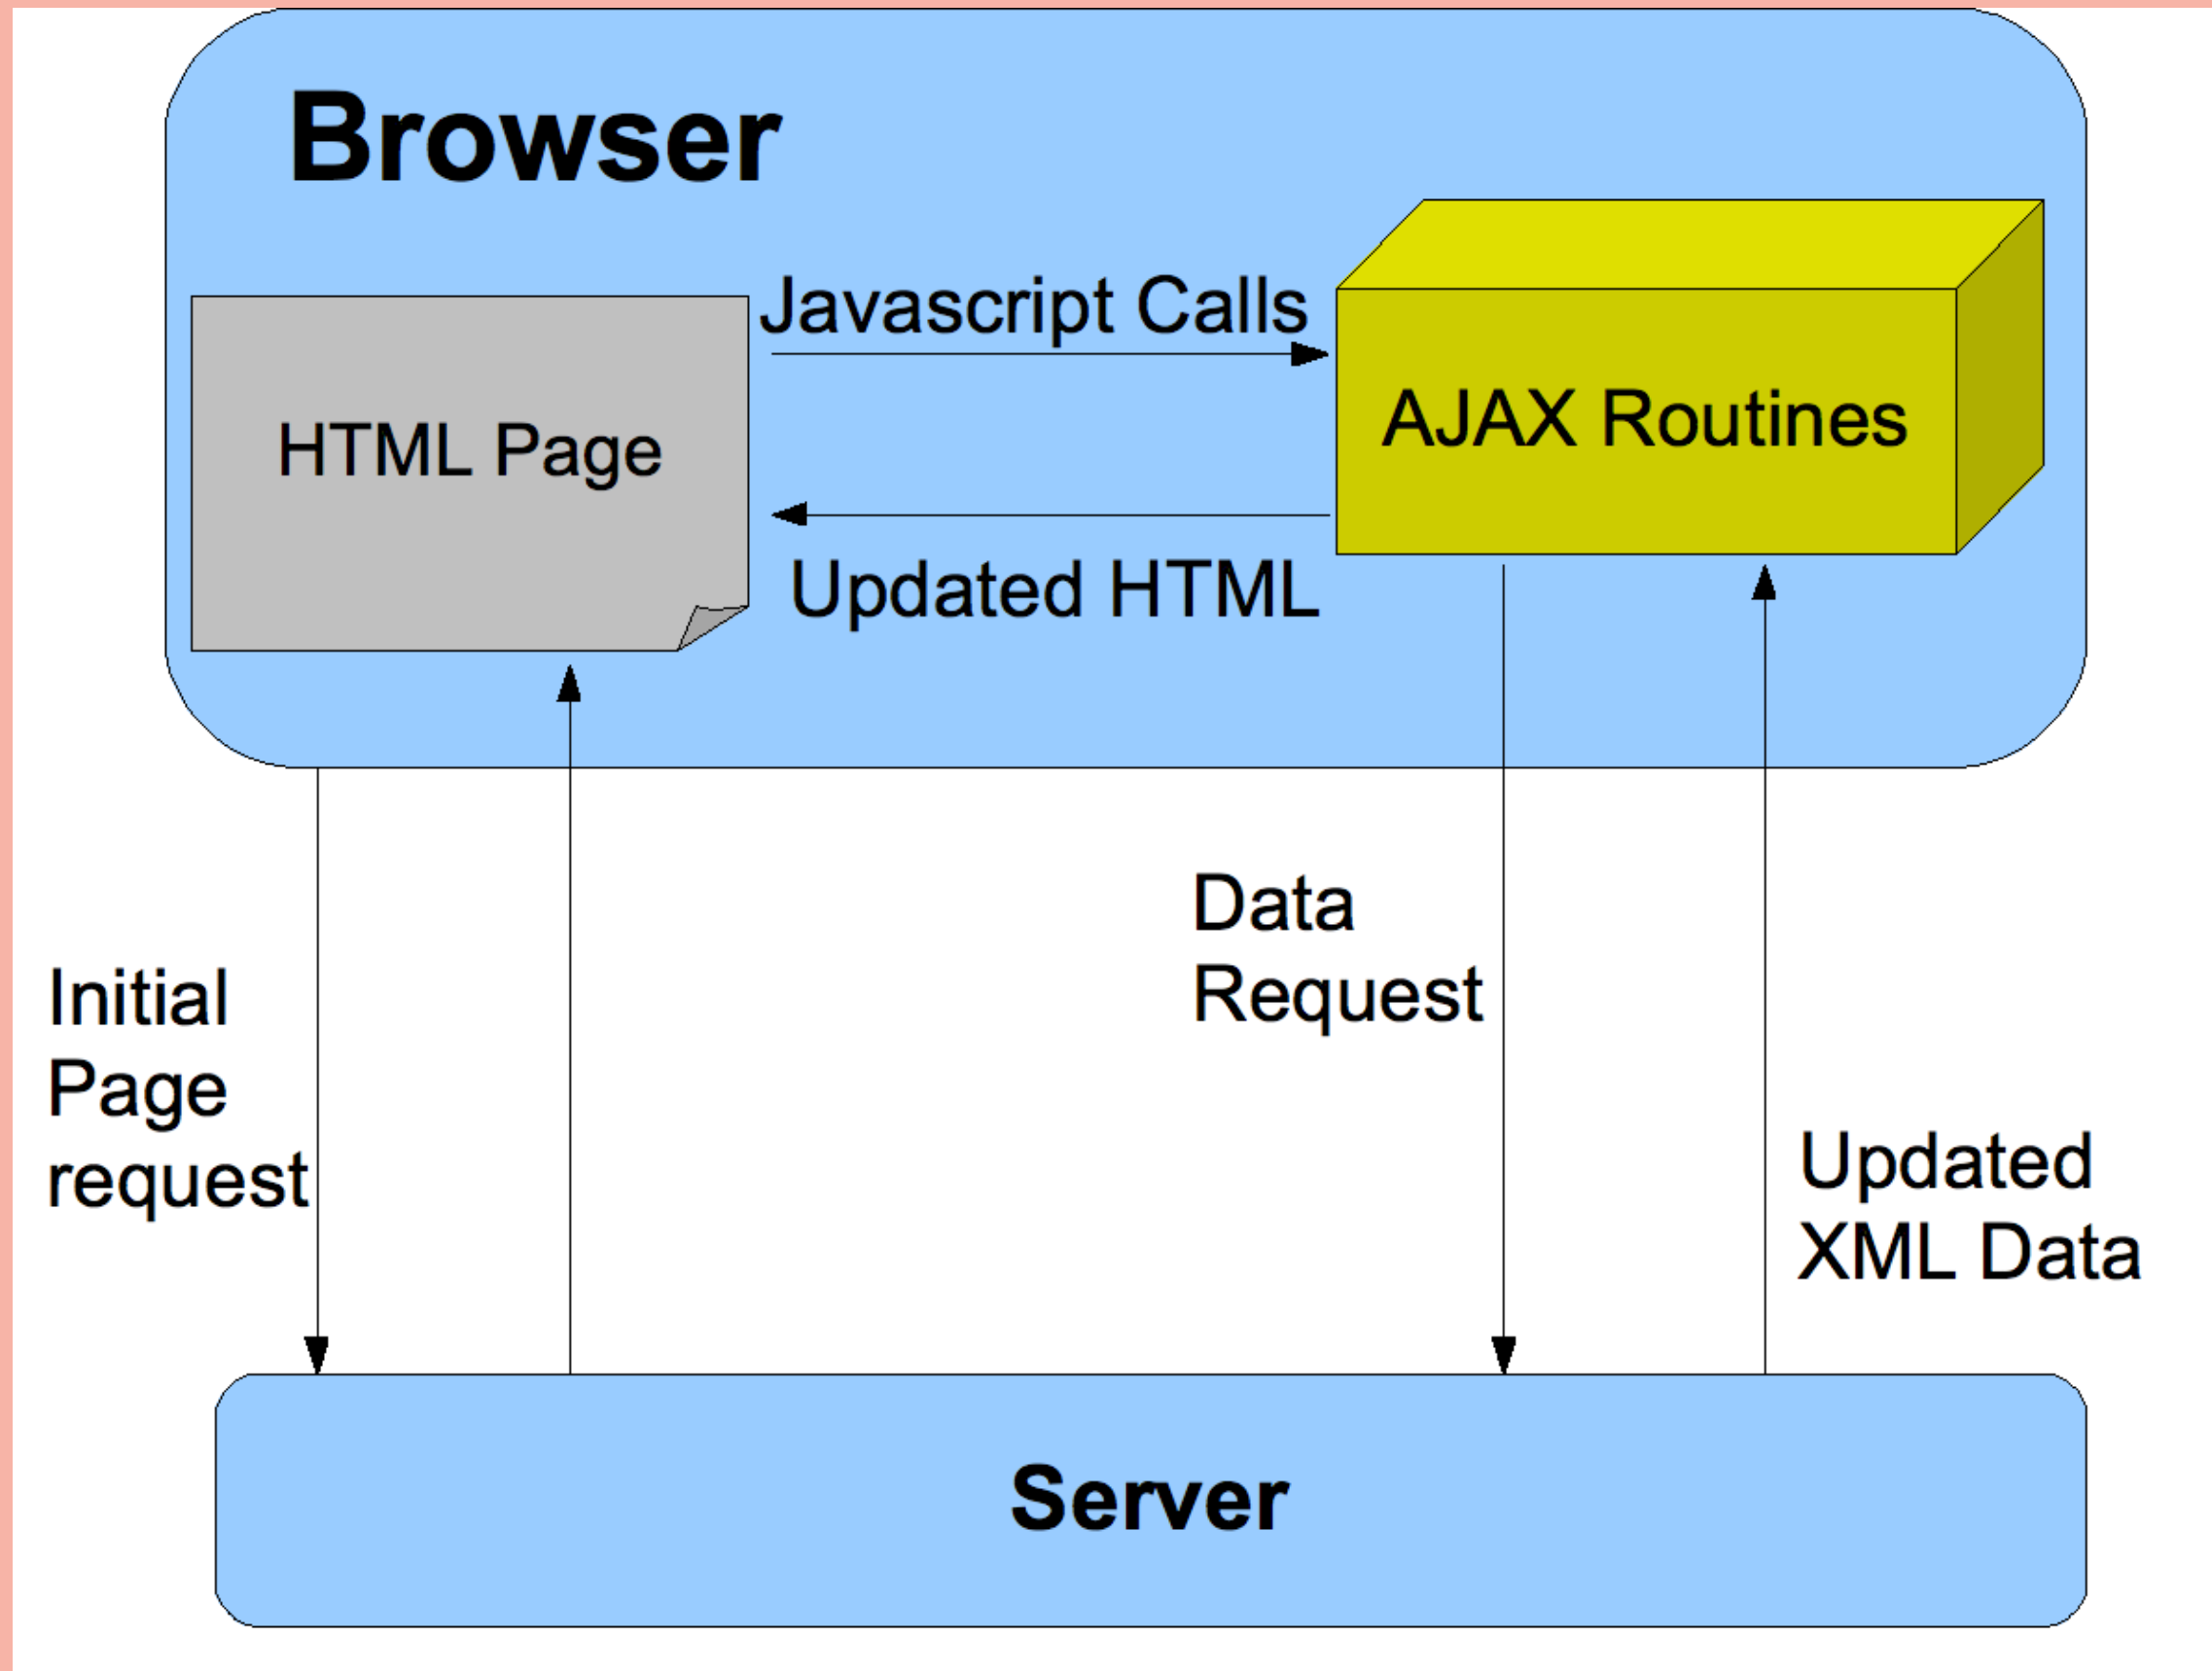 Browser
Javascript Calls
HTML Page
AJAX Routines
Updated HTML
Initial
Page
request
Data
Request
Updated
XML Data
Server